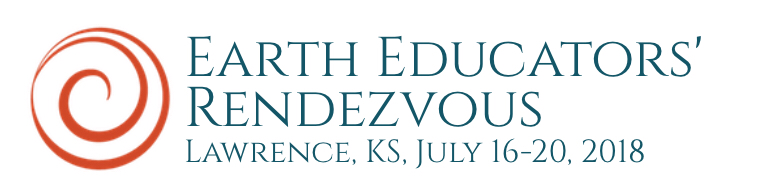 Earth Educators'
Rendezvous
Lawrence, KS, July 16-20, 2018